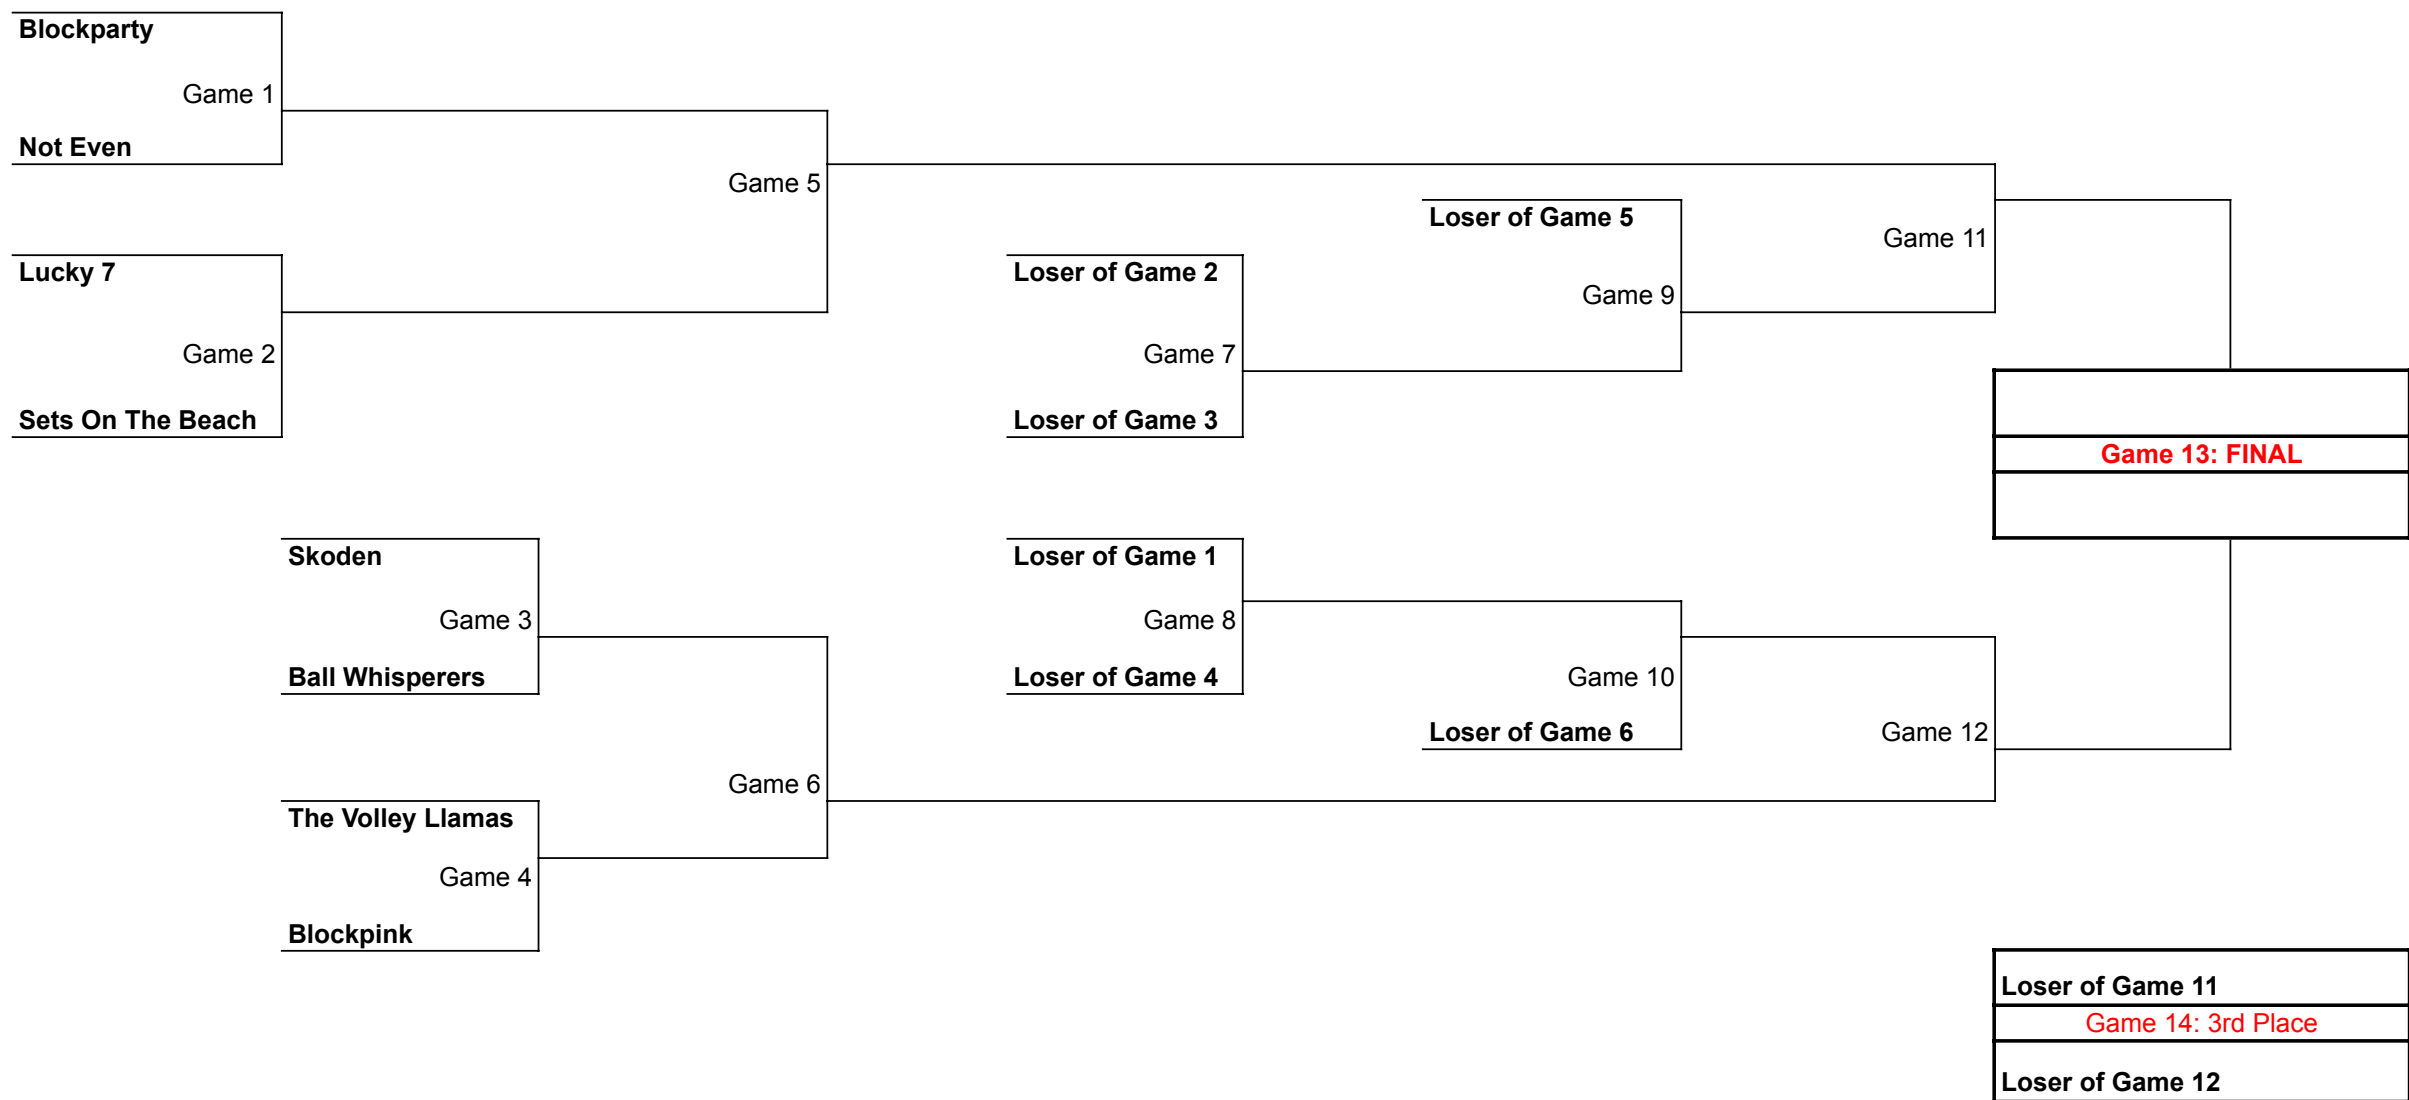 Blockparty
Game 1
Not Even
Game 5
Lucky 7
Game 2
Sets On The Beach
Loser of Game 2
Game 7
Loser of Game 3
Loser of Game 5
Game 9
Game 11
Game 13: FINAL
Skoden
Game 3
Ball Whisperers
Game 6
The Volley Llamas
Game 4
Blockpink
Loser of Game 1
Game 8
Loser of Game 4
Game 10
Loser of Game 6
Game 12
Loser of Game 11
Game 14: 3rd Place
Loser of Game 12